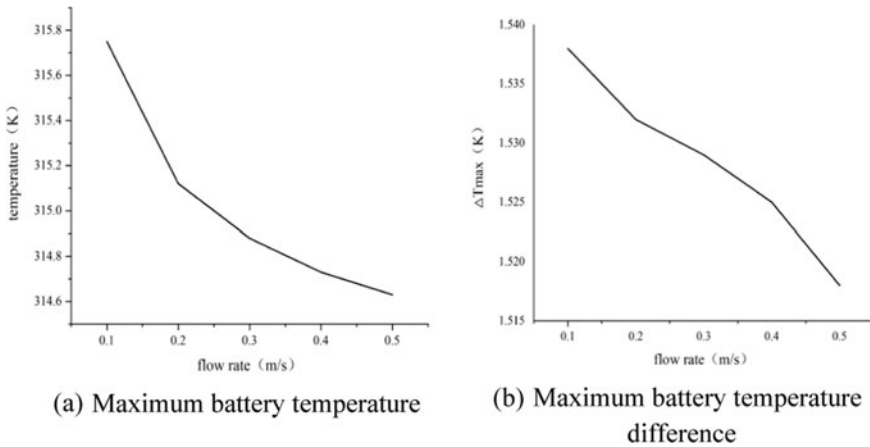 temperature（K）
315.8
315.6
315.4
315.2
315.0
314.8
314.6
0.1 0.2 0.3 0.4 0.5
flow rate（m/s）
(a) Maximum battery temperature
△Tmax（K）
1.540
1.535
1.530
1.525
1.520
1.515
0.1 0.2 0.3 0.4 0.5
flow rate（m/s）
(b) Maximum battery temperature
difference